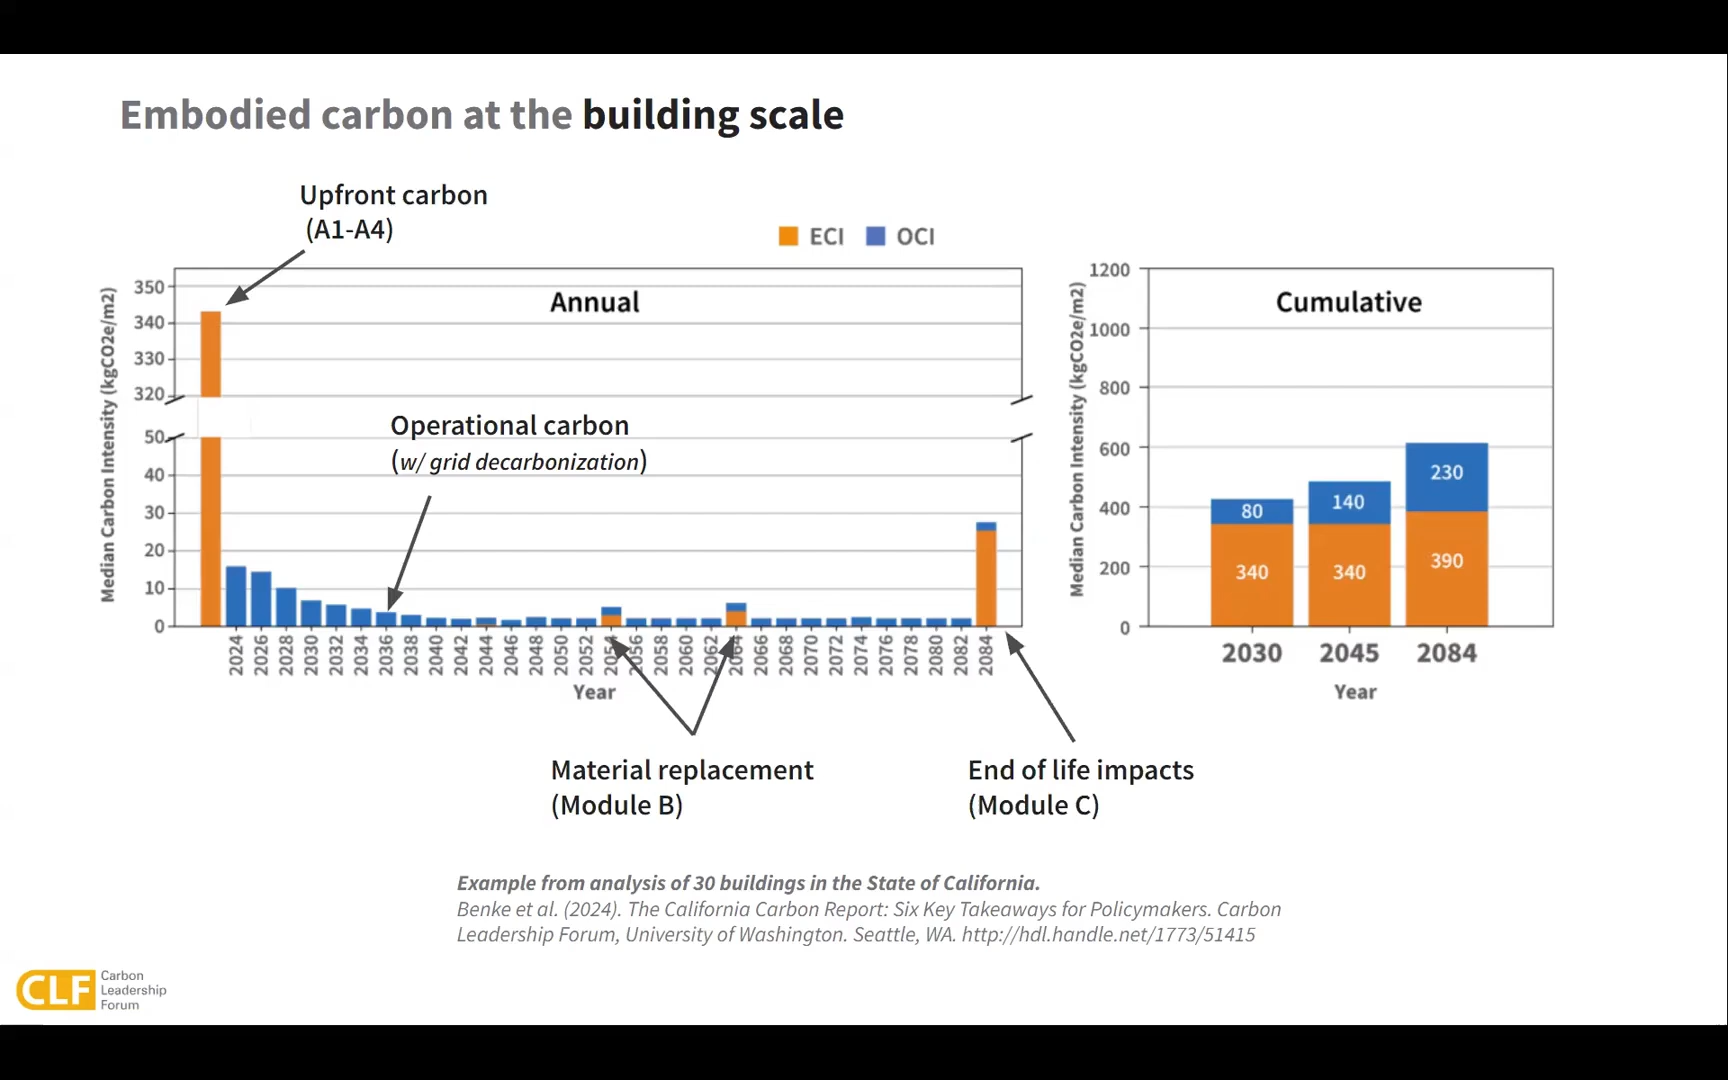 Embodied carbon at the building scale
Upfront carbon
(A1-A4)
ECI
OCI
Median Carbon Intensity (kgCO2e/m2)
350
340
330
320
50
40
30
20
10
0
Annual
Operational carbon
(w/ grid decarbonization)
2024
2026
2028
2030
2032
2034
2036
2038
2040
2042
2044
2046
2048
2050
2052
2056
2058
2060
2062
2064
2066
2068
2070
2072
2074
2076
2078
2080
2082
2084
Year
Material replacement
(Module B)
End of life impacts
(Module C)
Median Carbon Intensity (kgCO2e/m2)
1200
1000
800
600
400
200
0
Cumulative
80
340
140
340
230
390
2030
2045
2084
Year
Example from analysis of 30 buildings in the State of California.
Benke et al. (2024). The California Carbon Report: Six Key Takeaways for Policymakers. Carbon
Leadership Forum, University of Washington. Seattle, WA. http://hdl.handle.net/1773/51415
CLF
Carbon
Leadership
Forum